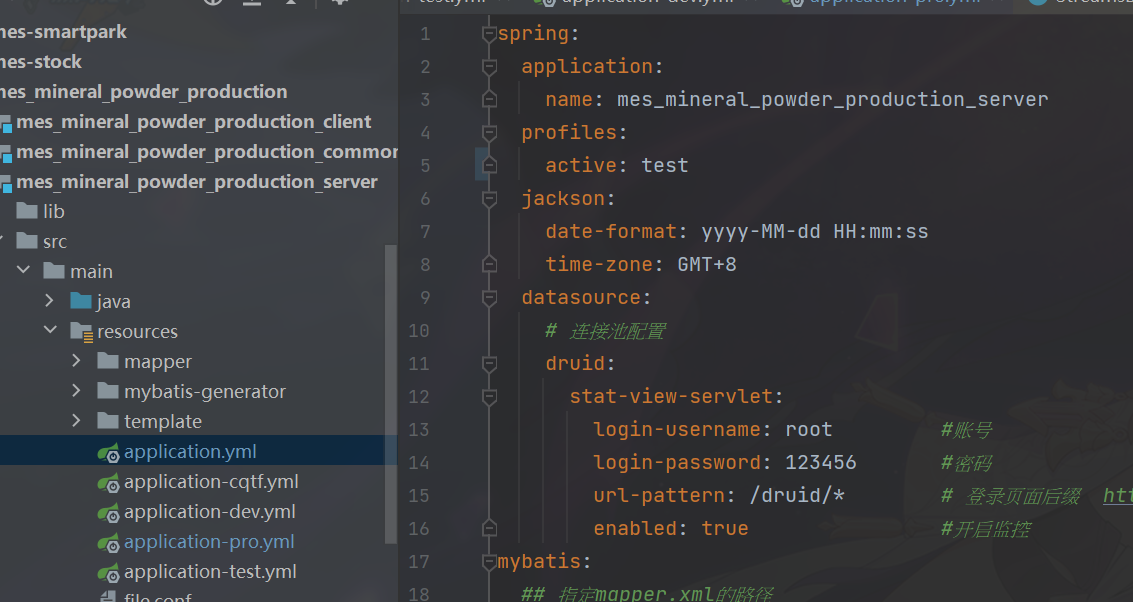 mes-smartpark
mes-stock
mes_mineral_powder_production
mes_mineral_powder_production_client
mes_mineral_powder_production_common
mes_mineral_powder_production_server
lib
src
main
java
resources
mapper
mybatis-generator
template
application.yml
application-cqtf.yml
application-dev.yml
application-pro.yml
application-test.yml
file.conf
test.yml
application-dev.yml
application-pro.yml
1 spring:
2 application:
3 name: mes_mineral_powder_production_server
4 profiles:
5 active: test
6 jackson:
7 date-format: yyyy-MM-dd HH:mm:ss
8 time-zone: GMT+8
9 datasource:
10 # 连接池配置
11 druid:
12 stat-view-servlet:
13 login-username: root #账号
14 login-password: 123456 #密码
15 url-pattern: /druid/* # 登录页面后缀 htt
16 enabled: true #开启监控
17 mybatis:
18 ## 指定mapper.xml的路径